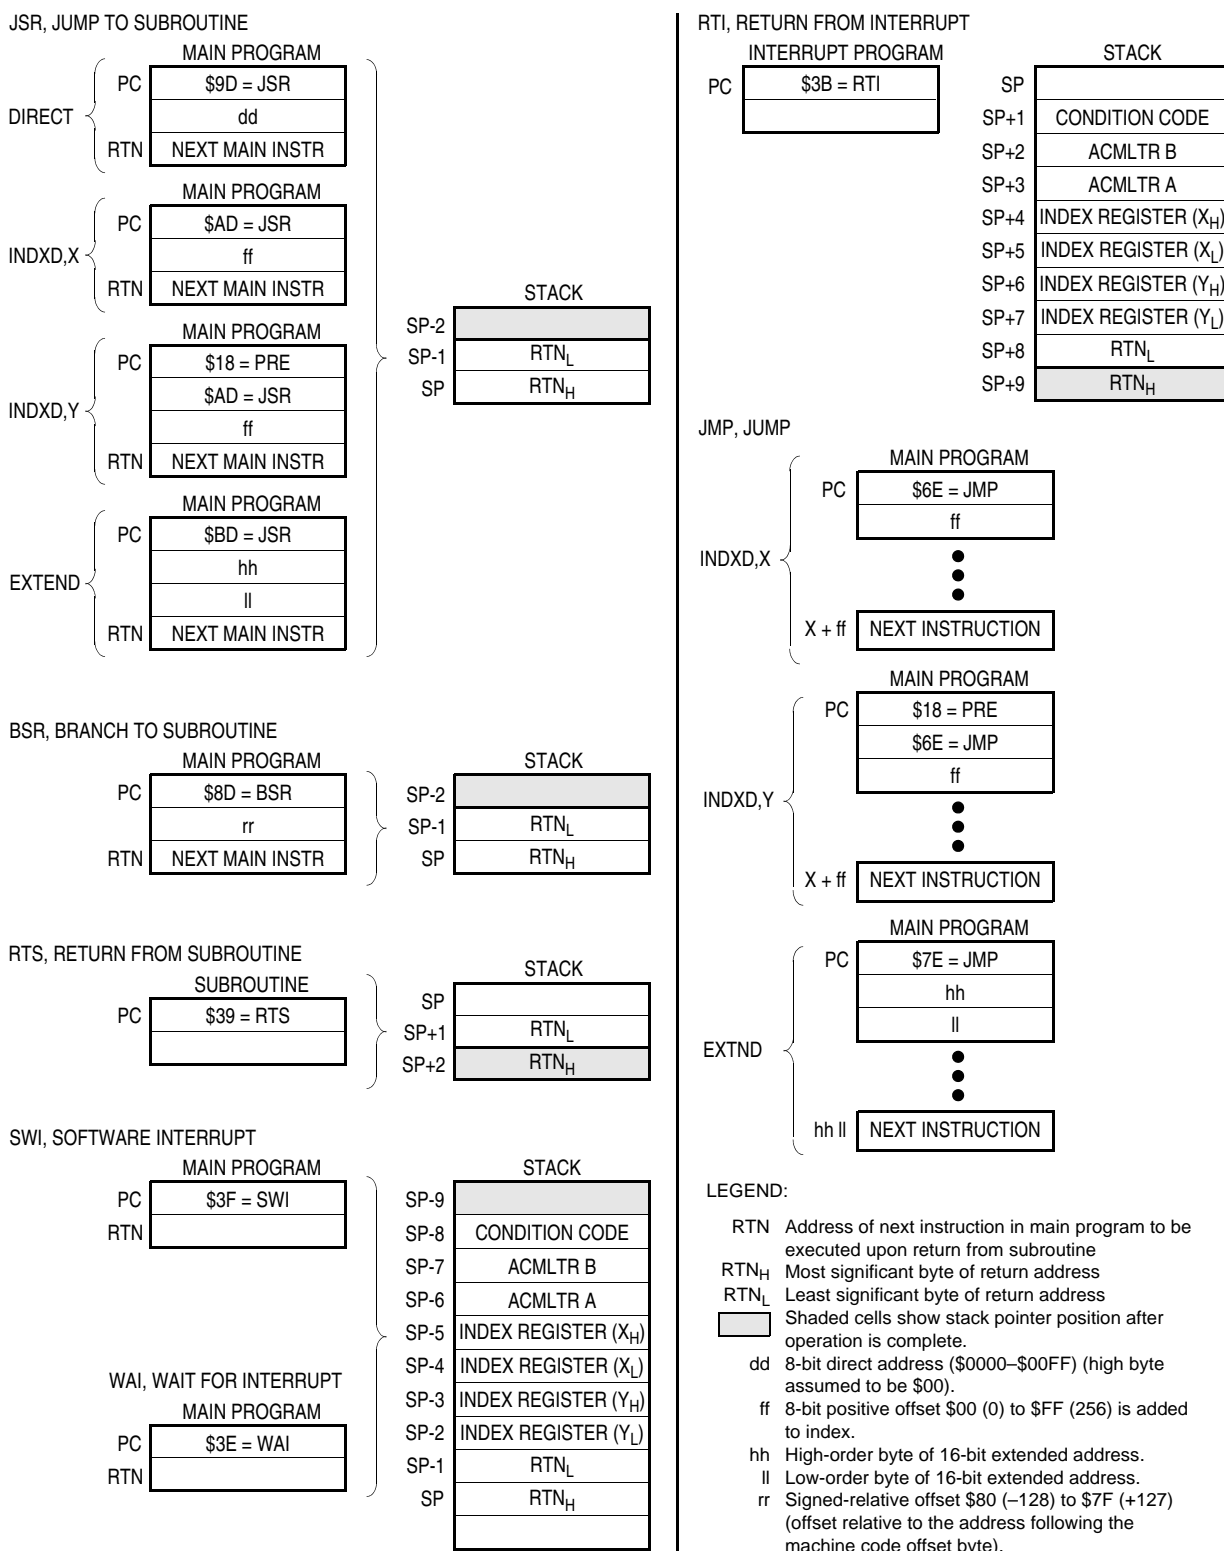 JSR, JUMP TO SUBROUTINE
MAIN PROGRAM
DIRECT
PC $9D = JSR
dd
RTN NEXT MAIN INSTR
MAIN PROGRAM
INDXD,X
PC $AD = JSR
ff
RTN NEXT MAIN INSTR
MAIN PROGRAM
INDXD,Y
PC $18 = PRE
$AD = JSR
ff
RTN NEXT MAIN INSTR
MAIN PROGRAM
EXTEND
PC $BD = JSR
hh
ll
RTN NEXT MAIN INSTR
STACK
SP-2
SP-1 RTNL
SP RTNH
BSR, BRANCH TO SUBROUTINE
MAIN PROGRAM
PC $8D = BSR
rr
RTN NEXT MAIN INSTR
STACK
SP-2
SP-1 RTNL
SP RTNH
RTS, RETURN FROM SUBROUTINE
SUBROUTINE
PC $39 = RTS
STACK
SP
SP+1 RTNL
SP+2 RTNH
SWI, SOFTWARE INTERRUPT
MAIN PROGRAM
PC $3F = SWI
RTN
WAI, WAIT FOR INTERRUPT
MAIN PROGRAM
PC $3E = WAI
RTN
STACK
SP-9
SP-8 CONDITION CODE
SP-7 ACMLTR B
SP-6 ACMLTR A
SP-5 INDEX REGISTER (XH)
SP-4 INDEX REGISTER (XL)
SP-3 INDEX REGISTER (YH)
SP-2 INDEX REGISTER (YL)
SP-1 RTNL
SP RTNH
RTI, RETURN FROM INTERRUPT
INTERRUPT PROGRAM
PC $3B = RTI
STACK
SP
SP+1 CONDITION CODE
SP+2 ACMLTR B
SP+3 ACMLTR A
SP+4 INDEX REGISTER (XH)
SP+5 INDEX REGISTER (XL)
SP+6 INDEX REGISTER (YH)
SP+7 INDEX REGISTER (YL)
SP+8 RTNL
SP+9 RTNH
JMP, JUMP
MAIN PROGRAM
INDXD,X
PC $6E = JMP
ff
X + ff NEXT INSTRUCTION
MAIN PROGRAM
INDXD,Y
PC $18 = PRE
$6E = JMP
ff
X + ff NEXT INSTRUCTION
MAIN PROGRAM
EXTND
PC $7E = JMP
hh
ll
hh ll NEXT INSTRUCTION
LEGEND:
RTN Address of next instruction in main program to be
executed upon return from subroutine
RTNH Most significant byte of return address
RTNL Least significant byte of return address
Shaded cells show stack pointer position after
operation is complete.
dd 8-bit direct address ($0000–$00FF) (high byte
assumed to be $00).
ff 8-bit positive offset $00 (0) to $FF (256) is added
to index.
hh High-order byte of 16-bit extended address.
ll Low-order byte of 16-bit extended address.
rr Signed-relative offset $80 (–128) to $7F (+127)
(offset relative to the address following the
machine code offset byte).